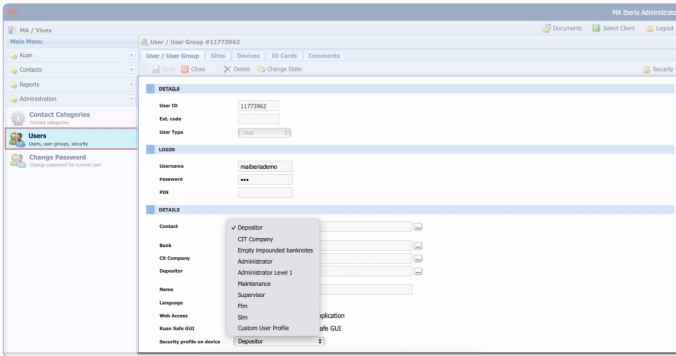 MA Iberia Administrato
MA / Vivex
Documents Select Client Logout
Main Menu
User / User Group #11773962
Kuan
User / User Group Sites Devices ID Cards Comments
Contacts
Save Close Delete Change State Security
Reports
DETAILS
Administration
User ID 11773962
Contact Categories
Contact categories
Ext. code
Users
Users, user groups, security
User Type User
LOGIN
Change Password
Change password for current user
Username maiberiademo
Password •••
PIN
DETAILS
Contact
✓ Depositor
CIT Company
Bank
Empty impounded banknotes
Cit Company
Administrator
Depositor
Administrator Level 1
Maintenance
Name
Supervisor
Language
Flm
Web Access pplication
Slm
Kuan Safe GUI afe GUI
Custom User Profile
Security profile on device Depositor